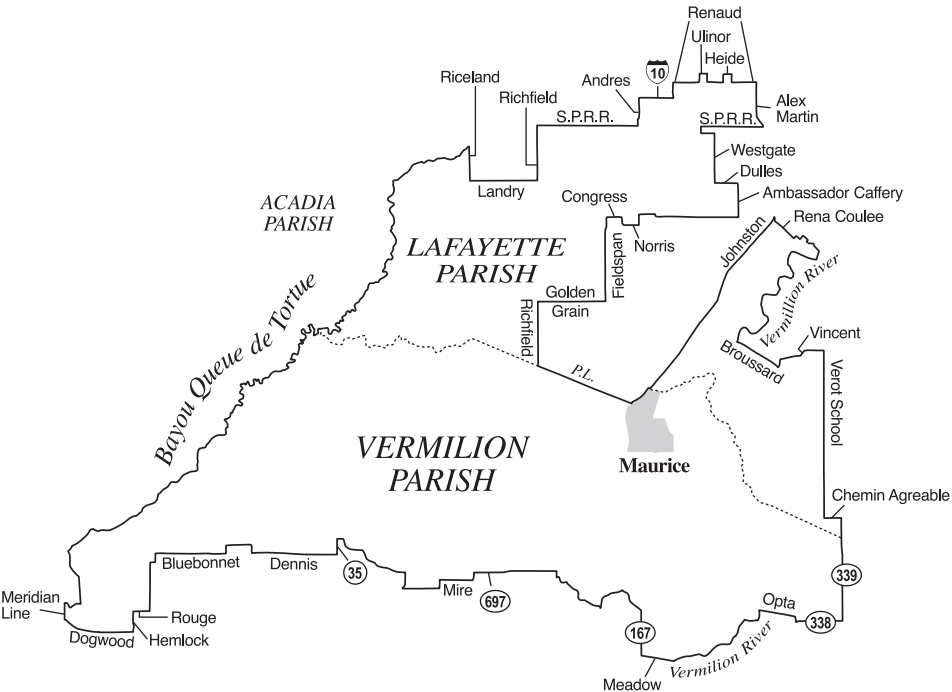 Renaud
Ulinor
Heide
10
Andres
Riceland
Richfield
Alex
Martin
S.P.R.R.
S.P.R.R.
Westgate
Dulles
Landry
Ambassador Caffery
Congress
ACADIA
PARISH
Rena Coulee
Norris
Johnston
LAFAYETTE
PARISH
Fieldspan
Vermillion River
Golden
Grain
Richfield
Bayou Queue de Tortue
Vincent
Broussard
P.L.
Verot School
VERMILION
PARISH
Maurice
Chemin Agreable
Bluebonnet
Dennis
35
339
Meridian
Line
Mire
697
Opta
Rouge
338
Dogwood
Hemlock
167
Vermilion River
Meadow